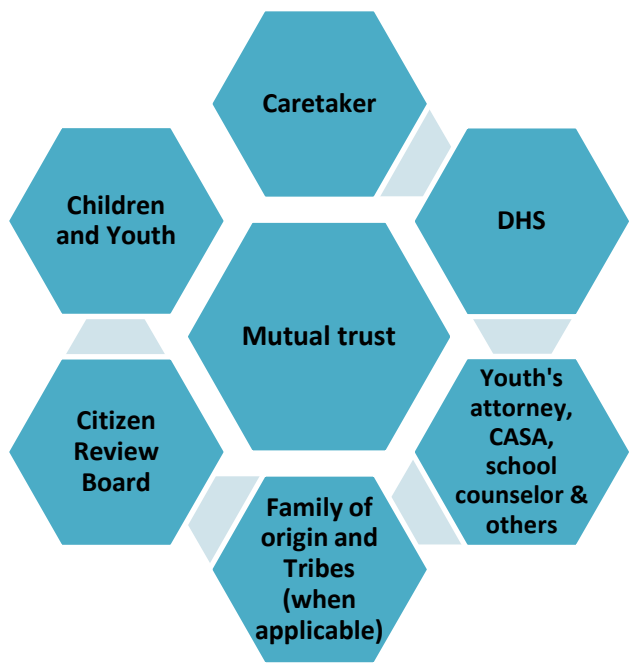 Caretaker
Children
and Youth
DHS
Mutual trust
Youth's
attorney,
CASA,
school
counselor &
others
Citizen
Review
Board
Family of
origin and
Tribes
(when
applicable)